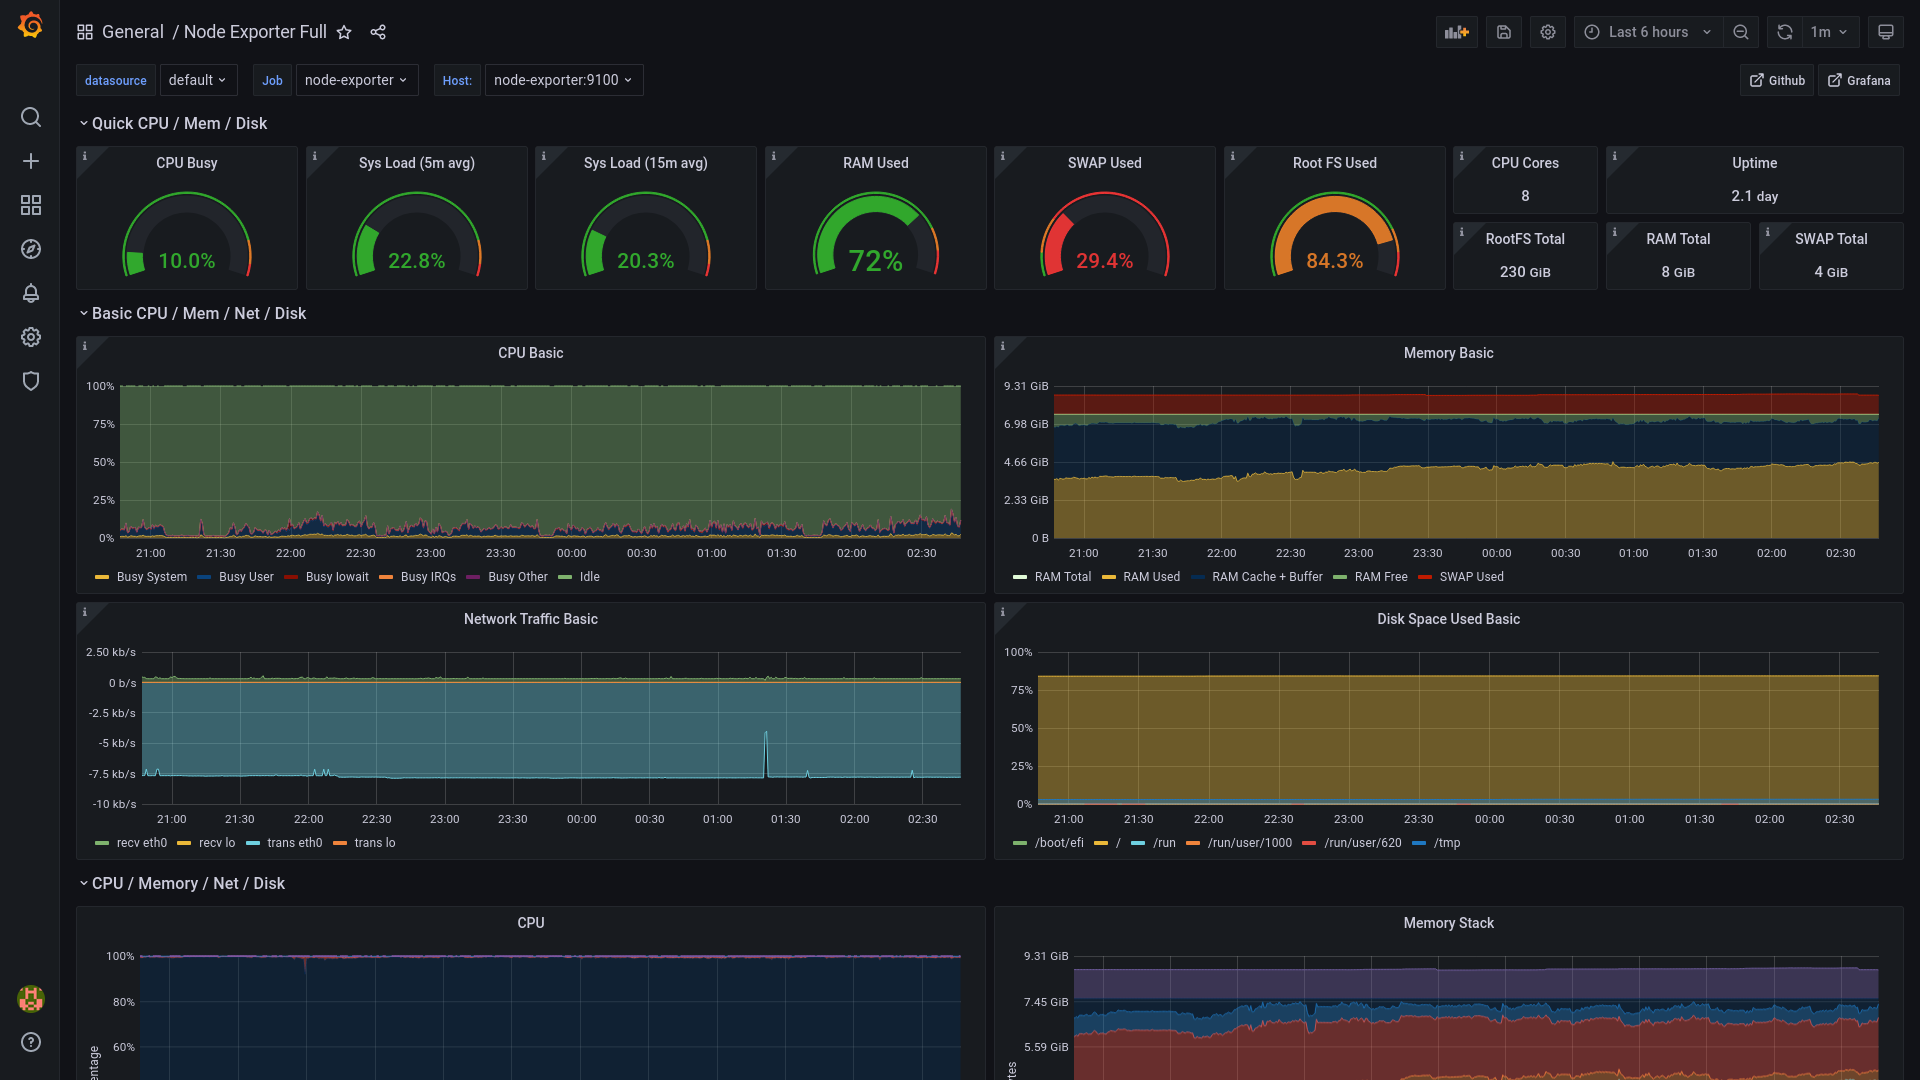 General / Node Exporter Full
Last 6 hours
1m
datasource default Job node-exporter Host: node-exporter:9100
Github Grafana
Quick CPU / Mem / Disk
CPU Busy
10.0%
Sys Load (5m avg)
22.8%
Sys Load (15m avg)
20.3%
RAM Used
72%
SWAP Used
29.4%
Root FS Used
84.3%
CPU Cores
8
Uptime
2.1 day
RootFS Total
230 GiB
RAM Total
8 GiB
SWAP Total
4 GiB
Basic CPU / Mem / Net / Disk
CPU Basic
100%
75%
50%
25%
0%
21:00 21:30 22:00 22:30 23:00 23:30 00:00 00:30 01:00 01:30 02:00 02:30
Busy System Busy User Busy Iowait Busy IRQs Busy Other Idle
Memory Basic
9.31 GiB
6.98 GiB
4.66 GiB
2.33 GiB
0 B
21:00 21:30 22:00 22:30 23:00 23:30 00:00 00:30 01:00 01:30 02:00 02:30
RAM Total RAM Used RAM Cache + Buffer RAM Free SWAP Used
Network Traffic Basic
2.50 kb/s
0 b/s
-2.5 kb/s
-5 kb/s
-7.5 kb/s
-10 kb/s
21:00 21:30 22:00 22:30 23:00 23:30 00:00 00:30 01:00 01:30 02:00 02:30
recv eth0 recv lo trans eth0 trans lo
Disk Space Used Basic
100%
75%
50%
25%
0%
21:00 21:30 22:00 22:30 23:00 23:30 00:00 00:30 01:00 01:30 02:00 02:30
/boot/efi / /run /run/user/1000 /run/user/620 /tmp
CPU / Memory / Net / Disk
CPU
100%
80%
60%
entage
Memory Stack
9.31 GiB
7.45 GiB
5.59 GiB
tes